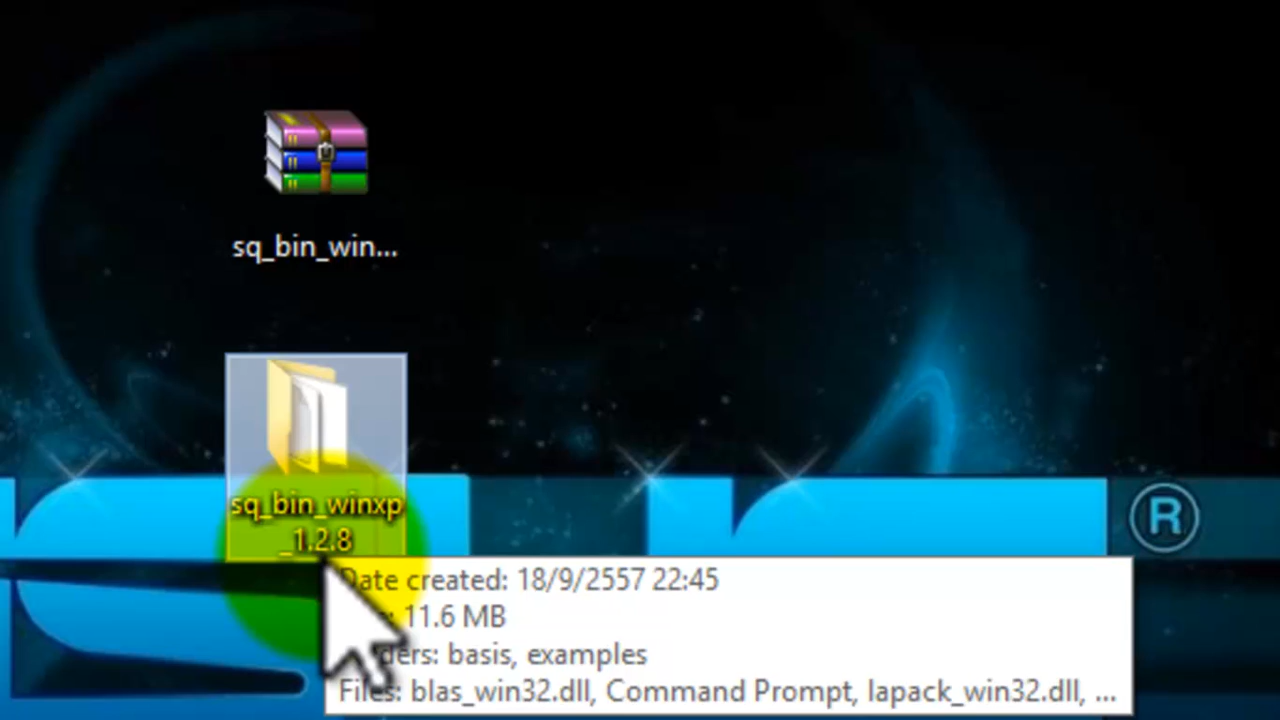 sq_bin_win...
sq_bin_winxp
_1.2.8
®
Date created: 18/9/2557 22:45
11.6 MB
basis, examples
Files: blas_win32.dll, Command Prompt, lapack_win32.dll, ...